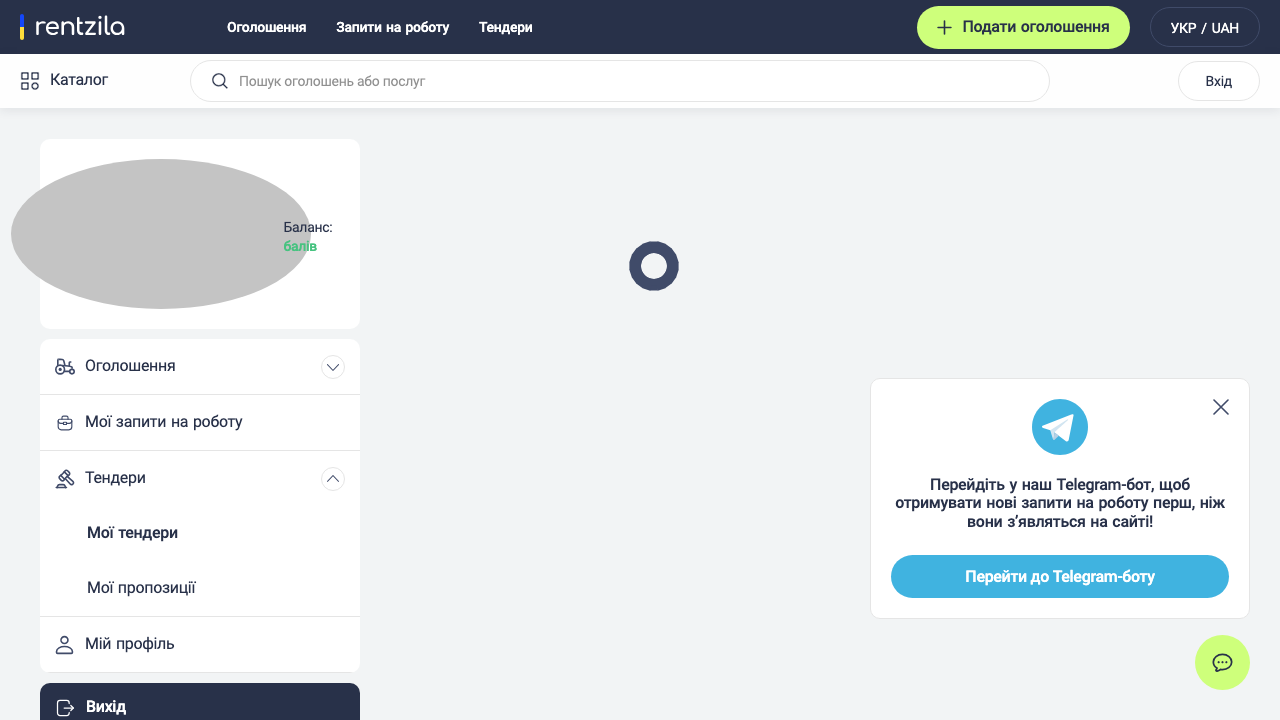 rentzila
Оголошення
Запити на роботу
Тендери
Подати оголошення
УКР / UAH
Каталог
Пошук оголошень або послуг
Вхід
Баланс:
балів
Оголошення
Мої запити на роботу
Тендери
Мої тендери
Мої пропозиції
Мій профіль
Вихід
Перейдіть у наш Telegram-бот, щоб
отримувати нові запити на роботу перш, ніж
вони з’являться на сайті!
Перейти до Telegram-боту